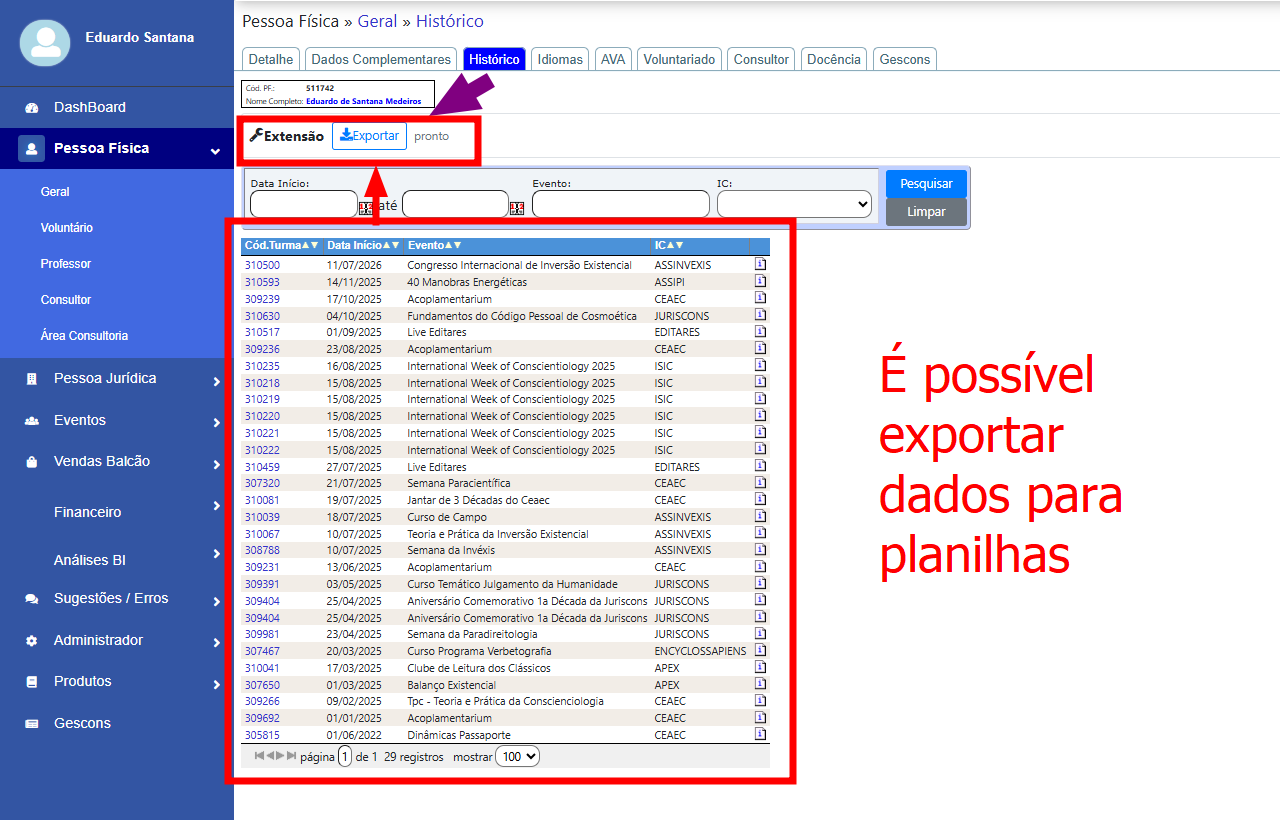 Eduardo Santana
DashBoard
Pessoa Física
Geral
Voluntário
Professor
Consultor
Área Consultoria
Pessoa Jurídica
Eventos
Vendas Balcão
Financeiro
Análises BI
Sugestões / Erros
Administrador
Produtos
Gescons
Pessoa Física » Geral » Histórico
Detalhe Dados Complementares Histórico Idiomas AVA Voluntariado Consultor Docência Gescons
Cód. PF.: 511742
Nome Completo: Eduardo de Santana Medeiros
Extensão Exportar pronto
Data Início: Evento: IC: Pesquisar
até Limpar
Cód.Turma▲▼ Data Início▲▼ Evento▲▼ IC▲▼
310500 11/07/2026 Congresso Internacional de Inversão Existencial ASSINVEXIS
310593 14/11/2025 40 Manobras Energéticas ASSIPI
309239 17/10/2025 Acoplamentarium CEAEC
310630 04/10/2025 Fundamentos do Código Pessoal de Cosmoética JURISCONS
310517 01/09/2025 Live Editares EDITARES
309236 23/08/2025 Acoplamentarium CEAEC
310235 16/08/2025 International Week of Conscientiology 2025 ISIC
310218 15/08/2025 International Week of Conscientiology 2025 ISIC
310219 15/08/2025 International Week of Conscientiology 2025 ISIC
310220 15/08/2025 International Week of Conscientiology 2025 ISIC
310221 15/08/2025 International Week of Conscientiology 2025 ISIC
310222 15/08/2025 International Week of Conscientiology 2025 ISIC
310459 27/07/2025 Live Editares EDITARES
307320 21/07/2025 Semana Paracientífica CEAEC
310081 19/07/2025 Jantar de 3 Décadas do Ceaec CEAEC
310039 18/07/2025 Curso de Campo ASSINVEXIS
310067 10/07/2025 Teoria e Prática da Inversão Existencial ASSINVEXIS
308788 10/07/2025 Semana da Invéxis ASSINVEXIS
309231 13/06/2025 Acoplamentarium CEAEC
309391 03/05/2025 Curso Temático Julgamento da Humanidade JURISCONS
309404 25/04/2025 Aniversário Comemorativo 1a Década da Juriscons JURISCONS
309404 25/04/2025 Aniversário Comemorativo 1a Década da Juriscons JURISCONS
309981 23/04/2025 Semana da Paradireitologia JURISCONS
307467 20/03/2025 Curso Programa Verbetografia ENCYCLOSSAPIENS
310041 17/03/2025 Clube de Leitura dos Clássicos APEX
307650 01/03/2025 Balanço Existencial APEX
309266 09/02/2025 Tpc - Teoria e Prática da Conscienciologia CEAEC
309692 01/01/2025 Acoplamentarium CEAEC
305815 01/06/2022 Dinâmicas Passaporte CEAEC
página 1 de 1 29 registros mostrar 100
É possível
exportar
dados para
planilhas